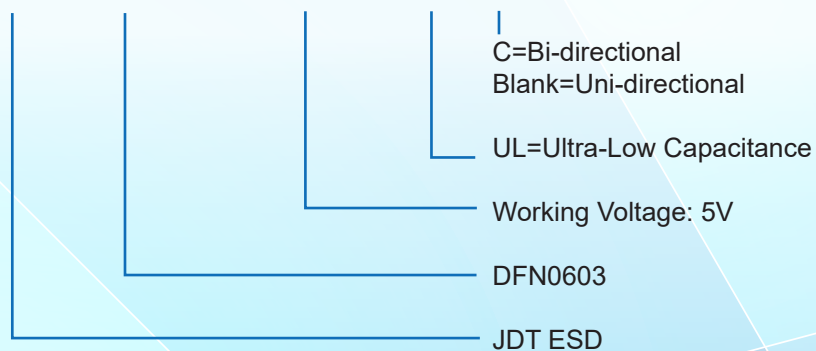 C=Bi-directional
Blank=Uni-directional
UL=Ultra-Low Capacitance
Working Voltage: 5V
DFN0603
JDT ESD